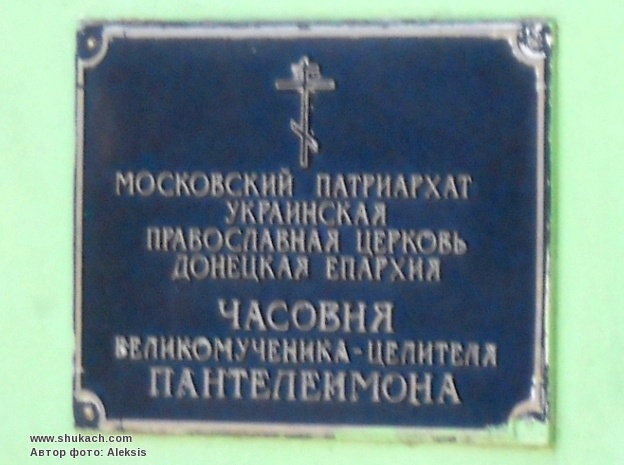 МОСКОВСКИЙ ПАТРИАРХАТ
УКРАИНСКАЯ
ПРАВОСЛАВНАЯ ЦЕРКОВЬ
ДОНЕЦКАЯ ЕПАРХИЯ
ЧАСОВНЯ
ВЕЛИКОМУЧЕНИКА-ЦЕЛИТЕЛЯ
ПАНТЕЛЕИМОНА
www.shukach.com
Автор фото: Aleksis